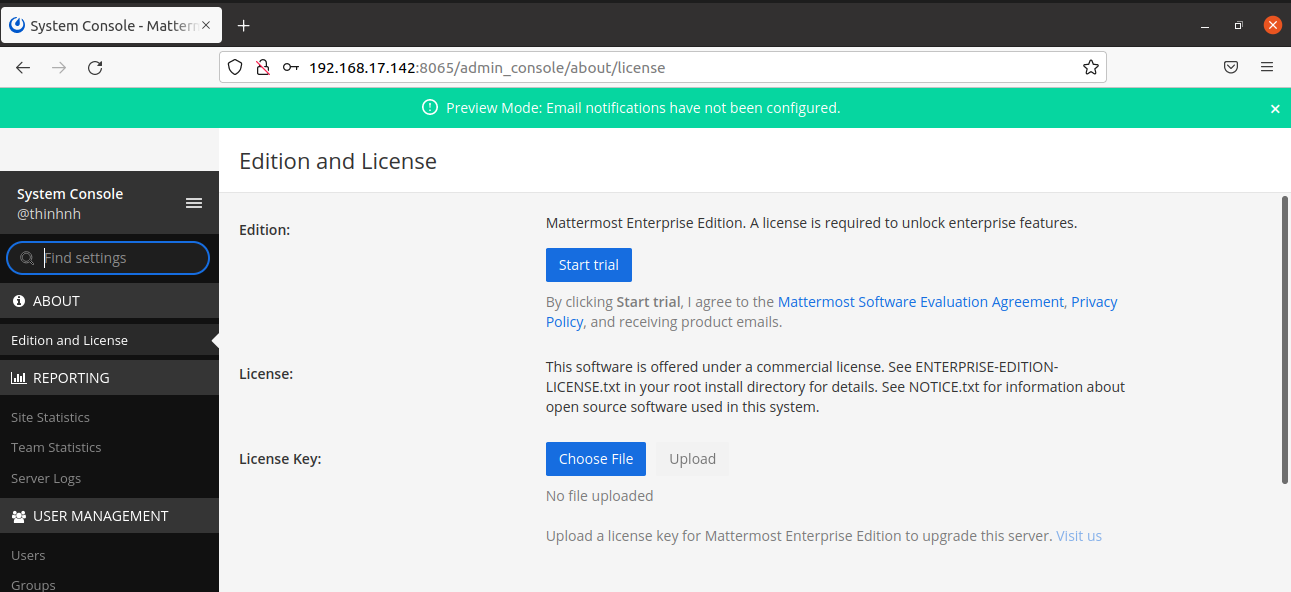 System Console - Mattern
192.168.17.142:8065/admin_console/about/license
Preview Mode: Email notifications have not been configured.
System Console
@thinhnh
Find settings
ABOUT
Edition and License
REPORTING
Site Statistics
Team Statistics
Server Logs
USER MANAGEMENT
Users
Groups
Edition and License
Edition:
Mattermost Enterprise Edition. A license is required to unlock enterprise features.
Start trial
By clicking Start trial, I agree to the Mattermost Software Evaluation Agreement, Privacy
Policy, and receiving product emails.
License:
This software is offered under a commercial license. See ENTERPRISE-EDITION-
LICENSE.txt in your root install directory for details. See NOTICE.txt for information about
open source software used in this system.
License Key:
Choose File
Upload
No file uploaded
Upload a license key for Mattermost Enterprise Edition to upgrade this server. Visit us